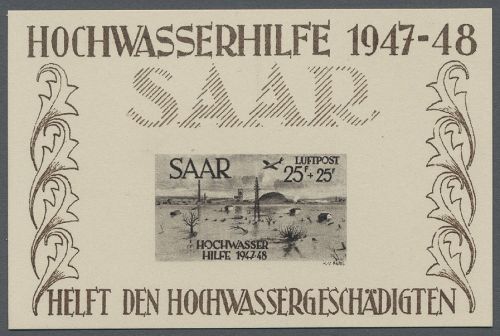 HOCHWASSERHILFE 1947-48
SAAR
SAAR
LUFTPOST
25F + 25F
HOCHWASSER
HILFE 1947-48
HELFT DEN HOCHWASSERGESCHÄDIGTEN